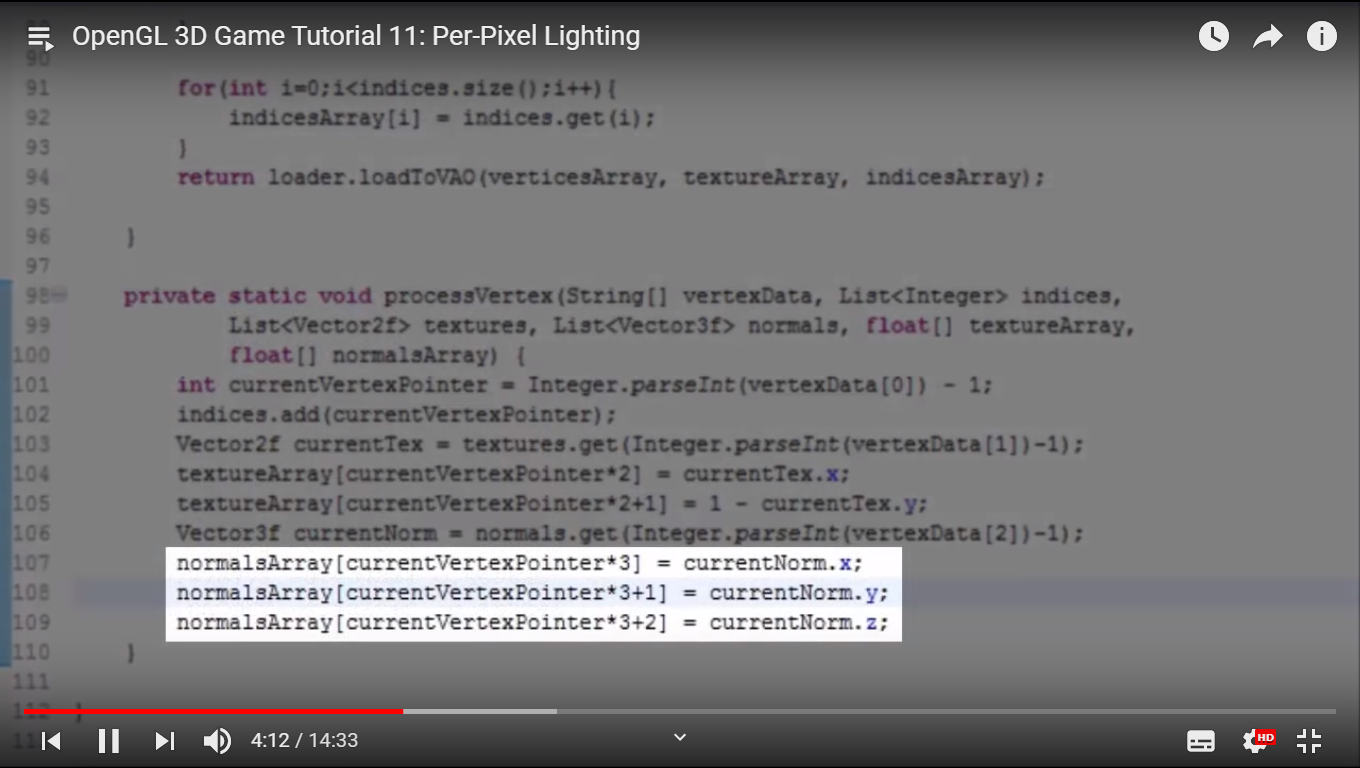 OpenGL 3D Game Tutorial 11: Per-Pixel Lighting
90
91 for(int i=0;i<indices.size();i++){
92 indicesArray[i] = indices.get(i);
93 }
94 return loader.loadToVAO(verticesArray, textureArray, indicesArray);
95
96 }
97
98 private static void processVertex(String[] vertexData, List<Integer> indices,
99 List<Vector2f> textures, List<Vector3f> normals, float[] textureArray,
100 float[] normalsArray) {
101 int currentVertexPointer = Integer.parseInt(vertexData[0]) - 1;
102 indices.add(currentVertexPointer);
103 Vector2f currentTex = textures.get(Integer.parseInt(vertexData[1])-1);
104 textureArray[currentVertexPointer*2] = currentTex.x;
105 textureArray[currentVertexPointer*2+1] = 1 - currentTex.y;
106 Vector3f currentNorm = normals.get(Integer.parseInt(vertexData[2])-1);
107 normalsArray[currentVertexPointer*3] = currentNorm.x;
108 normalsArray[currentVertexPointer*3+1] = currentNorm.y;
109 normalsArray[currentVertexPointer*3+2] = currentNorm.z;
110 }
111
112 }
4:12 / 14:33
HD